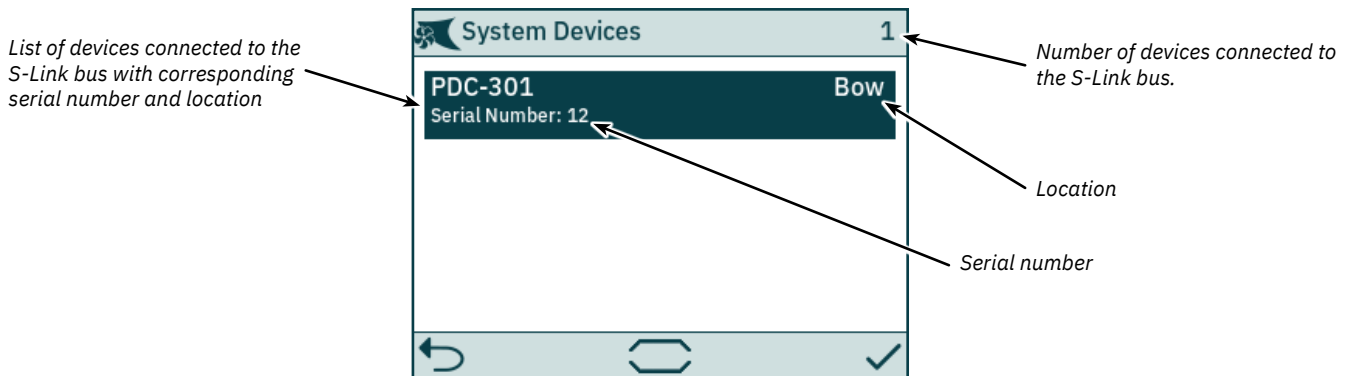 List of devices connected to the
S-Link bus with corresponding
serial number and location
System Devices 1
PDC-301 Bow
Serial Number: 12
Number of devices connected to
the S-Link bus.
Location
Serial number